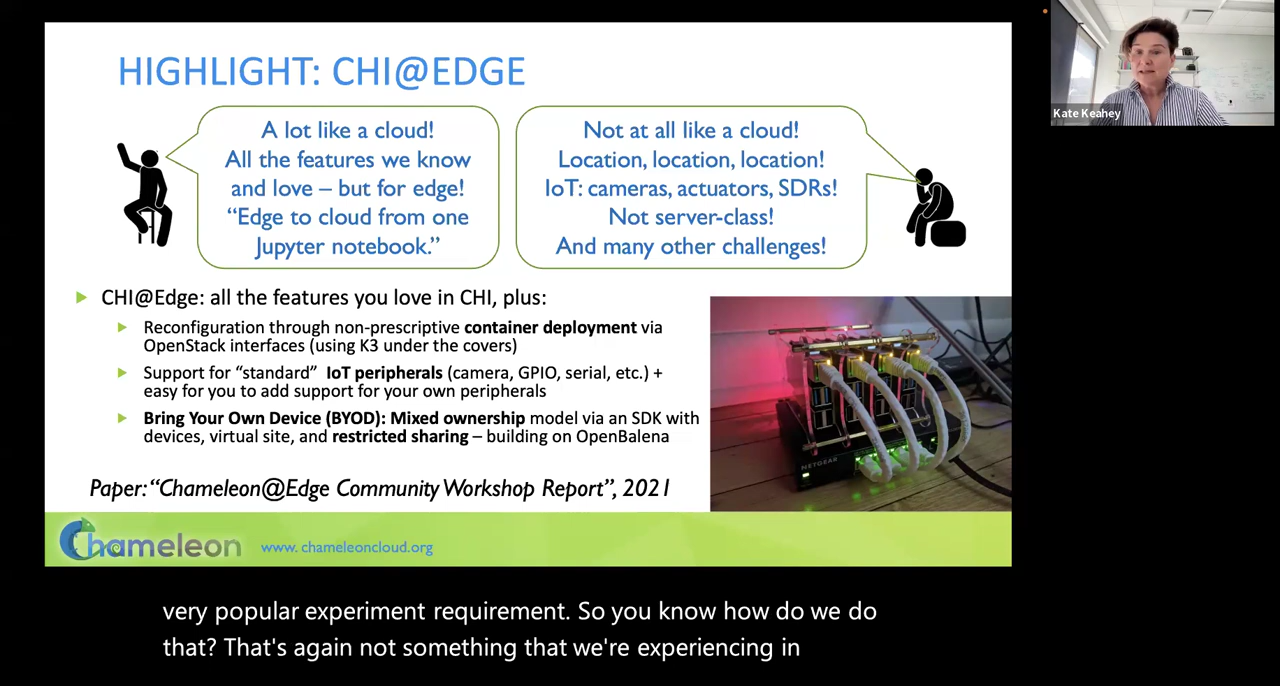 HIGHLIGHT: CHI@EDGE
A lot like a cloud!
All the features we know
and love – but for edge!
“Edge to cloud from one
Jupyter notebook.”
Not at all like a cloud!
Location, location, location!
IoT: cameras, actuators, SDRs!
Not server-class!
And many other challenges!
CHI@Edge: all the features you love in CHI, plus:
Reconfiguration through non-prescriptive container deployment via
OpenStack interfaces (using K3 under the covers)
Support for “standard” IoT peripherals (camera, GPIO, serial, etc.) +
easy for you to add support for your own peripherals
Bring Your Own Device (BYOD): Mixed ownership model via an SDK with
devices, virtual site, and restricted sharing – building on OpenBalena
Paper: “Chameleon@Edge Community Workshop Report”, 2021
NETGEAR
Chameleon
www. chameleoncloud.org
Kate Keahey
very popular experiment requirement. So you know how do we do
that? That's again not something that we're experiencing in